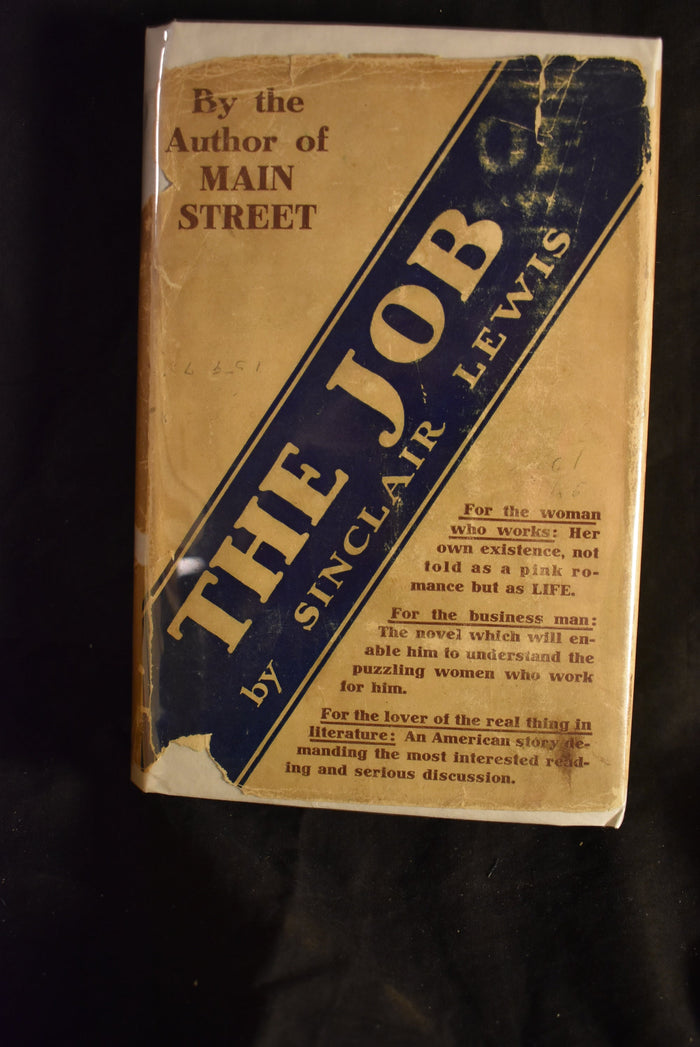 By the
Author of
MAIN
STREET
THE JOB
by SINCLAIR LEWIS
For the woman
who works: Her
own existence, not
told as a pink ro-
mance but as LIFE.
For the business man:
The novel which will en-
able him to understand the
puzzling women who work
for him.
For the lover of the real thing in
literature: An American story de-
manding the most interested read-
ing and serious discussion.